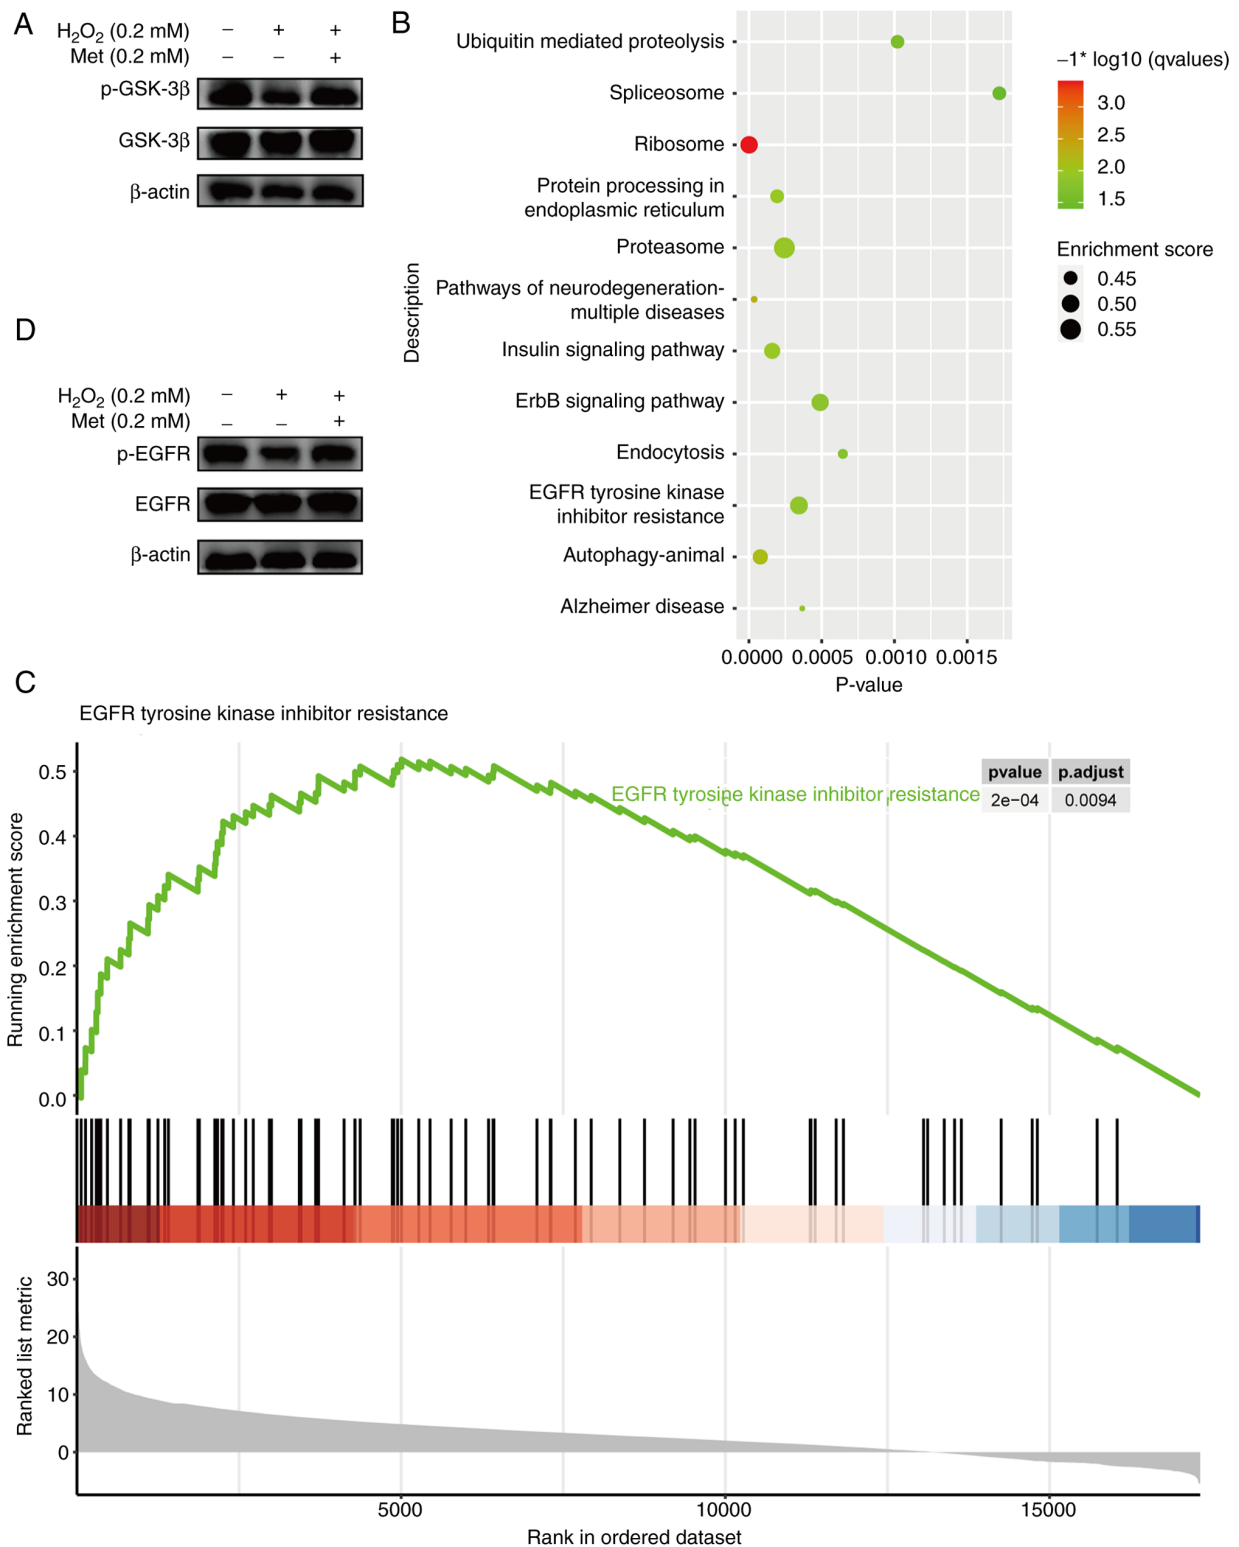 A
H₂O₂ (0.2 mM) – + +
Met (0.2 mM) – – +
p-GSK-3β
GSK-3β
β-actin
B
Ubiquitin mediated proteolysis
Spliceosome
Ribosome
Protein processing in
endoplasmic reticulum
Proteasome
Pathways of neurodegeneration-
multiple diseases
Insulin signaling pathway
ErbB signaling pathway
Endocytosis
EGFR tyrosine kinase
inhibitor resistance
Autophagy-animal
Alzheimer disease
Description
0.0000 0.0005 0.0010 0.0015
P-value
–1* log10 (qvalues)
3.0
2.5
2.0
1.5
Enrichment score
0.45
0.50
0.55
D
H₂O₂ (0.2 mM) – + +
Met (0.2 mM) – – +
p-EGFR
EGFR
β-actin
C
EGFR tyrosine kinase inhibitor resistance
Running enrichment score
0.5
0.4
0.3
0.2
0.1
0.0
EGFR tyrosine kinase inhibitor resistance
pvalue p.adjust
2e−04 0.0094
Ranked list metric
30
20
10
0
5000 10000 15000
Rank in ordered dataset